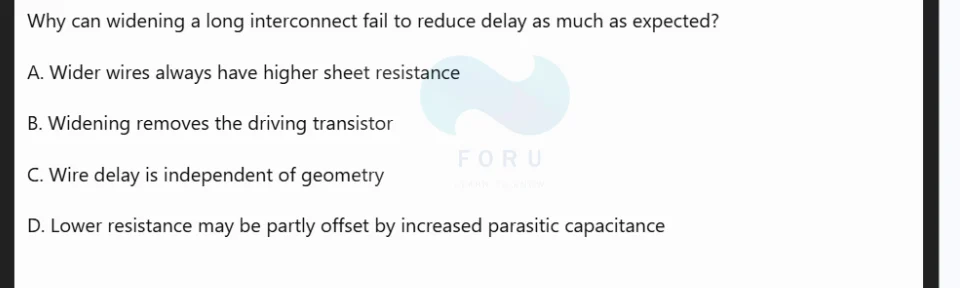 Why can widening a long interconnect fail to reduce delay as much as expected?
A. Wider wires always have higher sheet resistance
B. Widening removes the driving transistor
FORU
C. Wire delay is independent of geometry
D. Lower resistance may be partly offset by increased parasitic capacitance